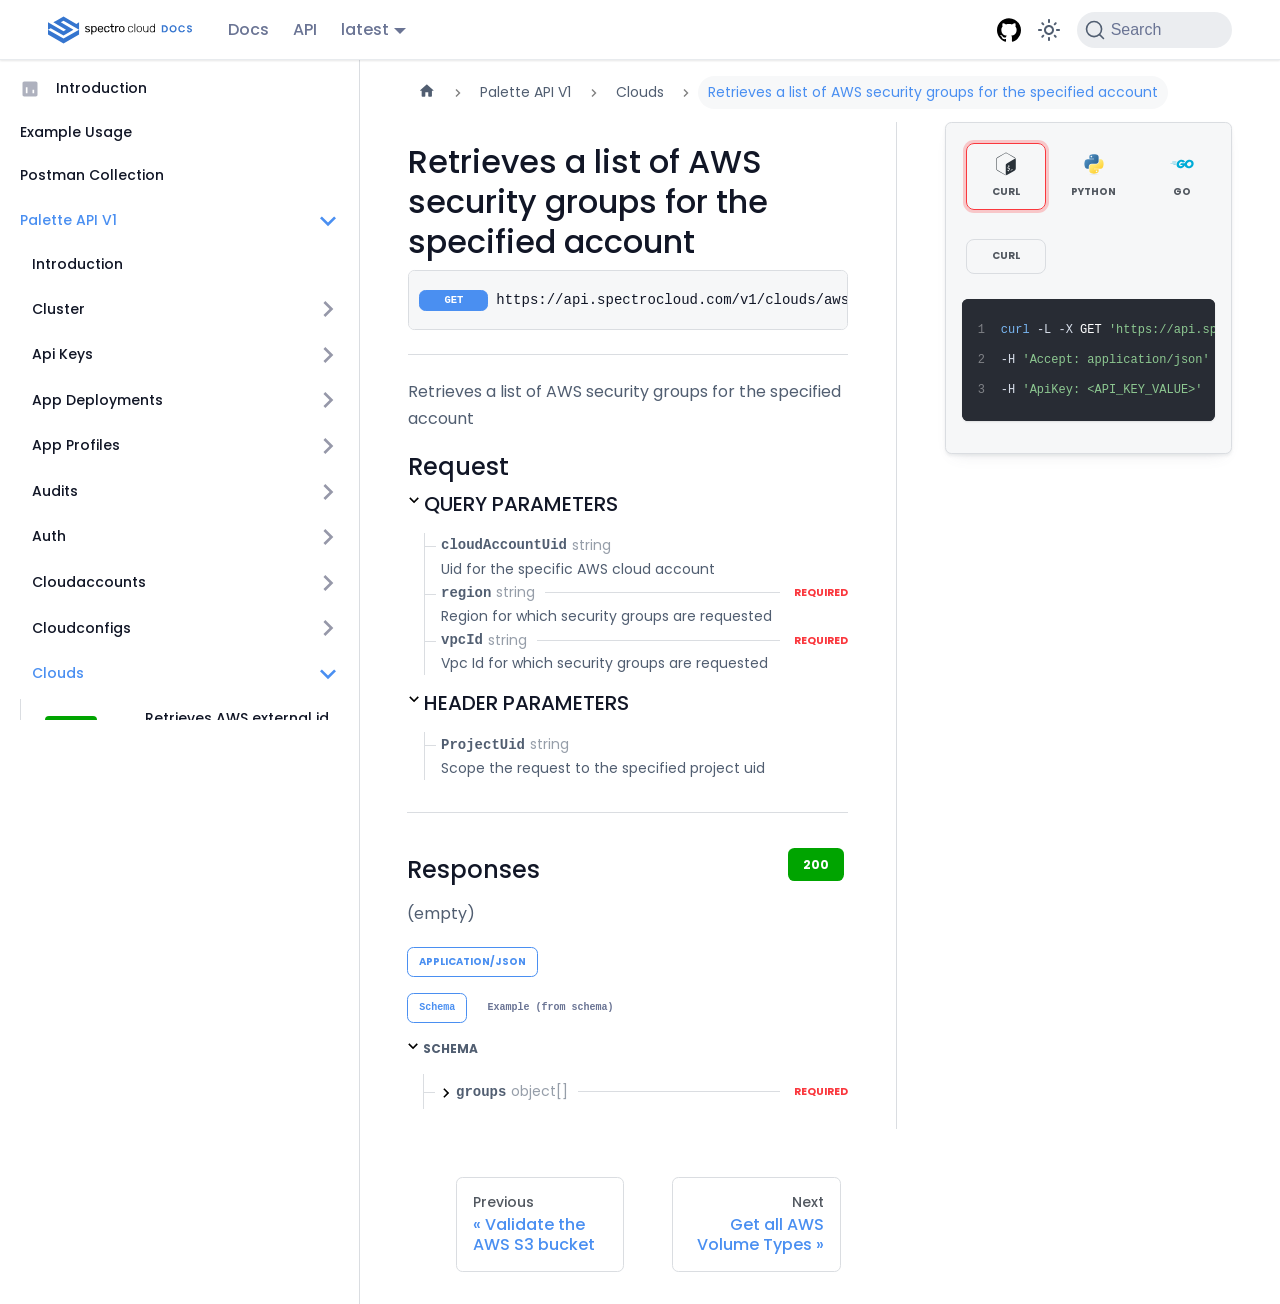 spectro cloud DOCS
Docs
API
latest
Search
Introduction
Example Usage
Postman Collection
Palette API V1
Introduction
Cluster
Api Keys
App Deployments
App Profiles
Audits
Auth
Cloudaccounts
Cloudconfigs
Clouds
Retrieves AWS external id
Palette API V1
Clouds
Retrieves a list of AWS security groups for the specified account
Retrieves a list of AWS
security groups for the
specified account
GET https://api.spectrocloud.com/v1/clouds/aws
Retrieves a list of AWS security groups for the specified
account
Request
QUERY PARAMETERS
cloudAccountUid string
Uid for the specific AWS cloud account
region string REQUIRED
Region for which security groups are requested
vpcId string REQUIRED
Vpc Id for which security groups are requested
HEADER PARAMETERS
ProjectUid string
Scope the request to the specified project uid
Responses
200
(empty)
APPLICATION/JSON
Schema Example (from schema)
SCHEMA
groups object[] REQUIRED
Previous
« Validate the
AWS S3 bucket
Next
Get all AWS
Volume Types »
CURL
PYTHON
GO
GO
CURL
1 curl -L -X GET 'https://api.sp
2 -H 'Accept: application/json'
3 -H 'ApiKey: <API_KEY_VALUE>'